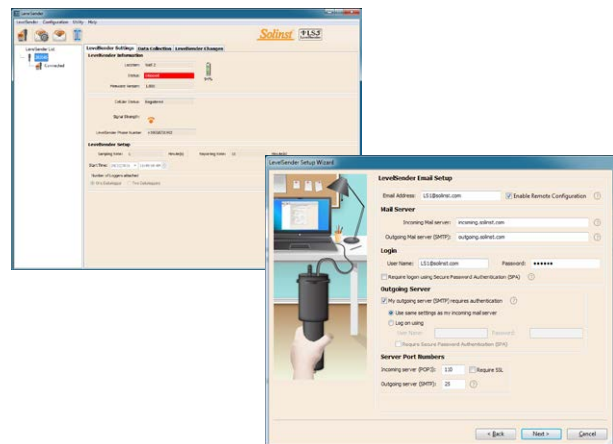 LevelSender
LevelSender Configuration Utility Help
Solinst LS5
LevelSender List
Connected
LevelSender Settings Data Collection LevelSender Changes
LevelSender Information
Location:
Status:
Firmware Version:
Cellular Status: Registered
Signal Strength:
LevelSender Phone Number:
LevelSender Setup
Sampling Rate: Minute(s) Reporting Rate: Minute(s)
Start Time:
Number of Loggers attached
One Datalogger Two Dataloggers
LevelSender Setup Wizard
LevelSender Email Setup
Email Address: LS1@solinst.com Enable Remote Configuration
Mail Server
Incoming Mail server: incoming.solinst.com
Outgoing Mail server (SMTP): outgoing.solinst.com
Login
User Name: LS1@solinst.com Password: ••••••
Require logon using Secure Password Authentication (SPA)
Outgoing Server
My outgoing server (SMTP) requires authentication
Use same settings as my incoming mail server
Log on using
User Name: Password:
Require Secure Password Authentication (SPA)
Server Port Numbers
Incoming server (POP3): 110 Require SSL
Outgoing server (SMTP): 25
< Back Next > Cancel